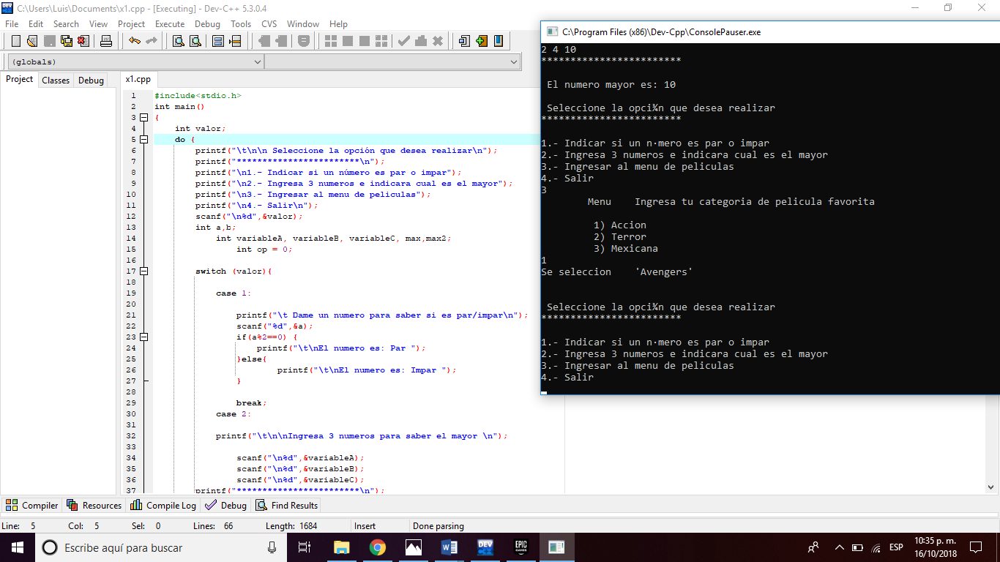 C:\Users\Luis\Documents\x1.cpp - [Executing] - Dev-C++ 5.3.0.4
File Edit Search View Project Execute Debug Tools CVS Window Help
(globals)
Project Classes Debug
x1.cpp
1 #include<stdio.h>
2 int main()
3 {
4 int valor;
5 do {
6 printf("\t\n\n Seleccione la opción que desea realizar\n");
7 printf("************************\n");
8 printf("\n1.- Indicar si un número es par o impar");
9 printf("\n2.- Ingresa 3 numeros e indicara cual es el mayor");
10 printf("\n3.- Ingresar al menu de peliculas");
11 printf("\n4.- Salir\n");
12 scanf("\n%d",&valor);
13 int a,b;
14 int variableA, variableB, variableC, max,max2;
15 int op = 0;
16
17 switch (valor){
18
19 case 1:
20
21 printf("\t Dame un numero para saber si es par/impar\n");
22 scanf("%d",&a);
23 if(a%2==0) {
24 printf("\t\nEl numero es: Par ");
25 }else{
26 printf("\t\nEl numero es: Impar ");
27 }
28
29 break;
30 case 2:
31
32 printf("\t\n\nIngresa 3 numeros para saber el mayor \n");
33
34 scanf("\n%d",&variableA);
35 scanf("\n%d",&variableB);
36 scanf("\n%d",&variableC);
37 printf("************************\n");
C:\Program Files (x86)\Dev-Cpp\ConsolePauser.exe
2 4 10
************************
El numero mayor es: 10
Seleccione la opci¾n que desea realizar
************************
1.- Indicar si un n·mero es par o impar
2.- Ingresa 3 numeros e indicara cual es el mayor
3.- Ingresar al menu de peliculas
4.- Salir
3
Menu Ingresa tu categoria de pelicula favorita
1) Accion
2) Terror
3) Mexicana
1
Se seleccion 'Avengers'
Seleccione la opci¾n que desea realizar
************************
1.- Indicar si un n·mero es par o impar
2.- Ingresa 3 numeros e indicara cual es el mayor
3.- Ingresar al menu de peliculas
4.- Salir
Compiler Resources Compile Log Debug Find Results
Line: 5 Col: 5 Sel: 0 Lines: 66 Length: 1684 Insert Done parsing
Escribe aquí para buscar
DEV
EPIC GAMES
ESP
10:35 p. m.
16/10/2018